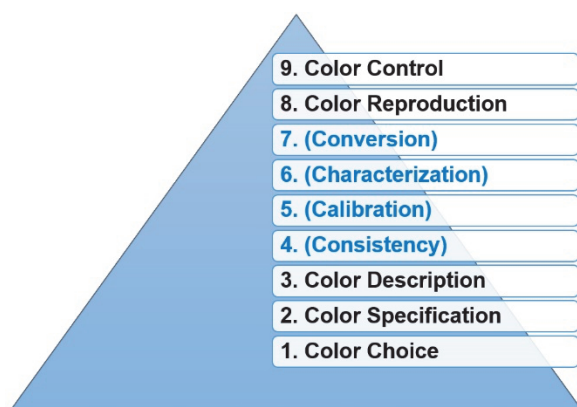 9. Color Control
8. Color Reproduction
7. (Conversion)
6. (Characterization)
5. (Calibration)
4. (Consistency)
3. Color Description
2. Color Specification
1. Color Choice